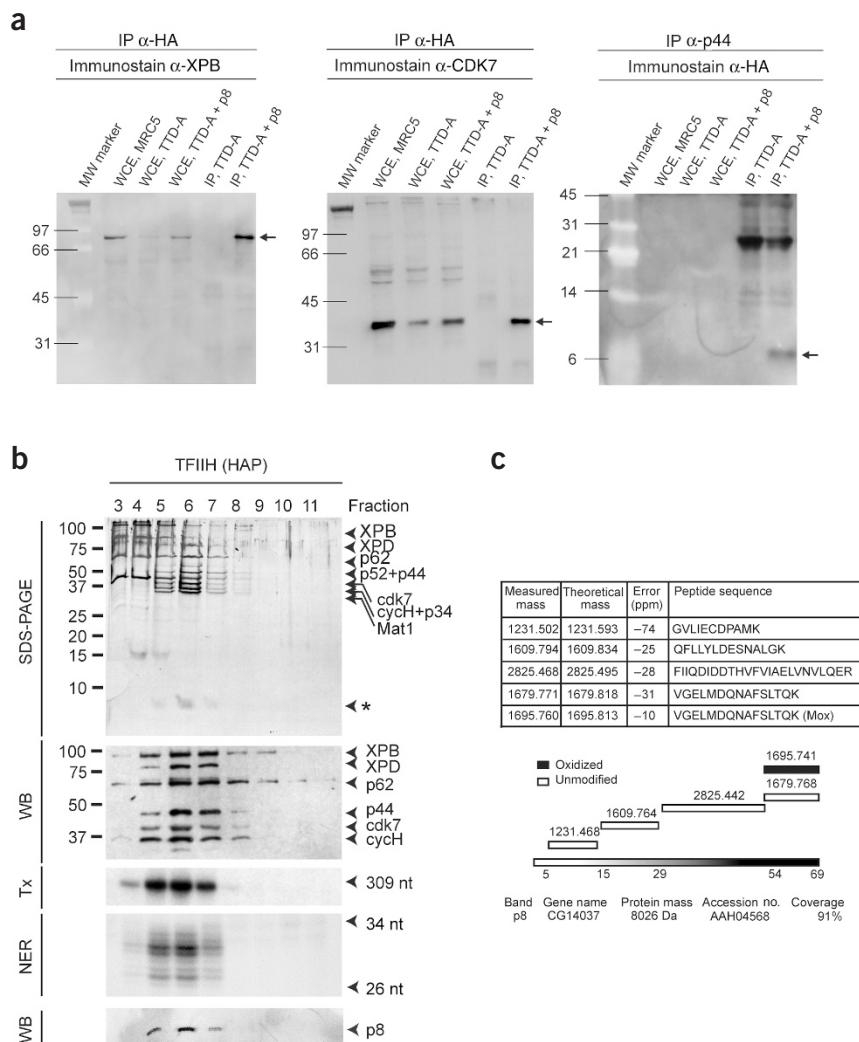 a
IP α-HA
Immunostain α-XPB
MW marker
WCE, MRC5
WCE, TTD-A
WCE, TTD-A + p8
IP, TTD-A
IP, TTD-A + p8
97
66
45
31
IP α-HA
Immunostain α-CDK7
MW marker
WCE, MRC5
WCE, TTD-A
WCE, TTD-A + p8
IP, TTD-A
IP, TTD-A + p8
97
66
45
31
IP α-p44
Immunostain α-HA
MW marker
WCE, MRC5
WCE, TTD-A
WCE, TTD-A + p8
IP, TTD-A
IP, TTD-A + p8
45
31
21
14
6
b
TFIIH (HAP)
3 4 5 6 7 8 9 10 11 Fraction
SDS-PAGE
100
75
50
37
25
20
15
10
XPB
XPD
p62
p52+p44
cdk7
cycH+p34
Mat1
*
WB
100
75
50
37
XPB
XPD
p62
p44
cdk7
cycH
Tx
309 nt
NER
34 nt
26 nt
WB
p8
c
Measured mass Theoretical mass Error (ppm) Peptide sequence
1231.502 1231.593 –74 GVLIECDPAMK
1609.794 1609.834 –25 QFLLYLDESNALGK
2825.468 2825.495 –28 FIIQDIDDTHVFVIAELVNVLQER
1679.771 1679.818 –31 VGELMDQNAFSLTQK
1695.760 1695.813 –10 VGELMDQNAFSLTQK (Mox)
Oxidized
Unmodified
1695.741
1679.768
2825.442
1609.764
1231.468
5 15 29 54 69
Band Gene name Protein mass Accession no. Coverage
p8 CG14037 8026 Da AAH04568 91%